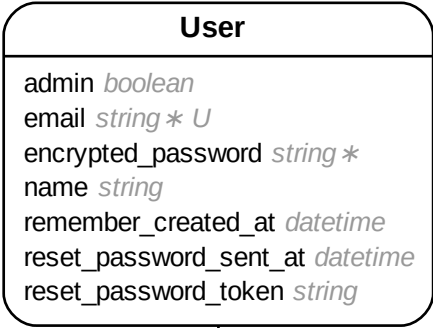 User
admin boolean
email string ∗ U
encrypted_password string ∗
name string
remember_created_at datetime
reset_password_sent_at datetime
reset_password_token string